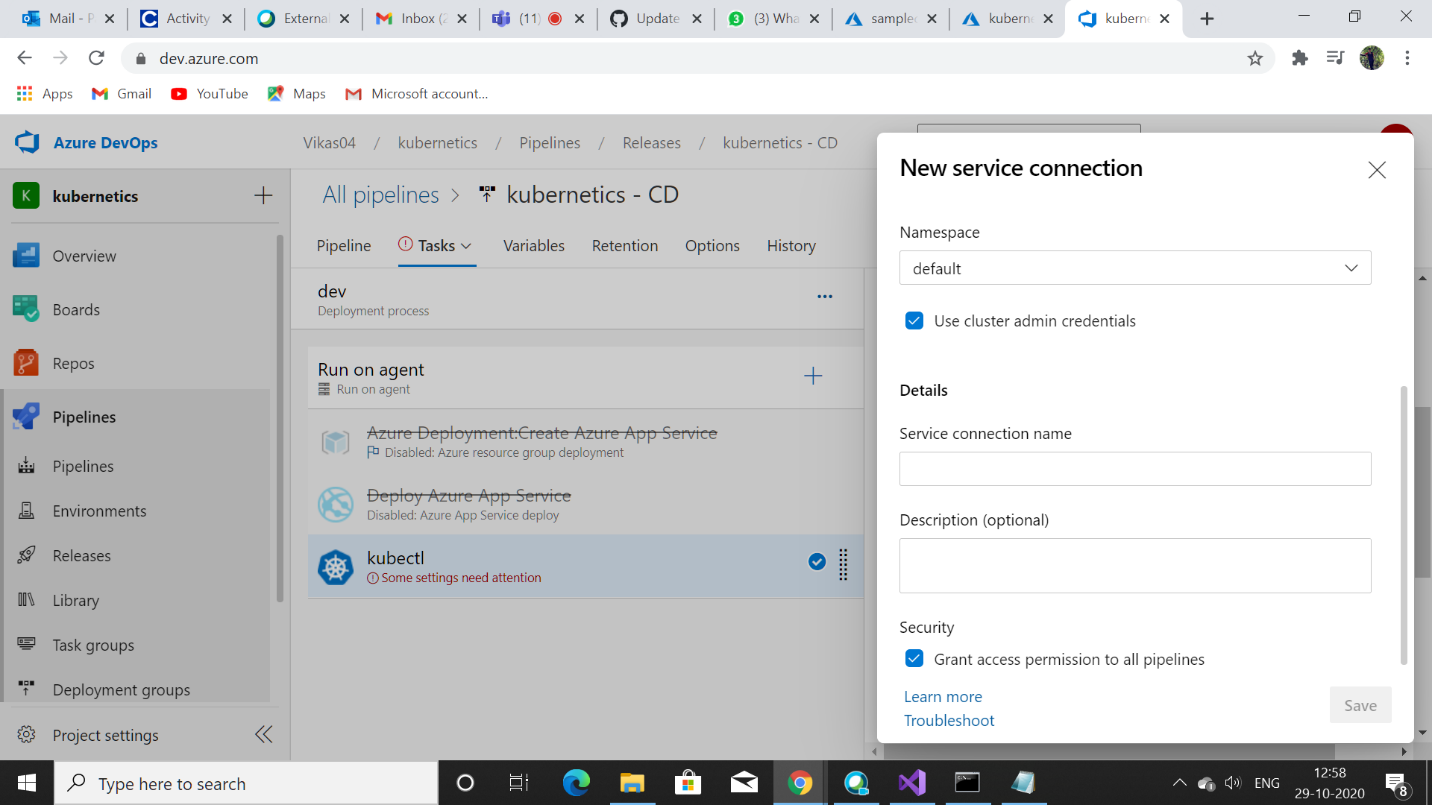 Mail - P
Activity
Externa
Inbox (2
(11)
Update
(3) Wha
sample
kubern
kubern
dev.azure.com
Apps
Gmail
YouTube
Maps
Microsoft account...
Azure DevOps
Vikas04 / kubernetics / Pipelines / Releases / kubernetics - CD
K kubernetics
Overview
Boards
Repos
Pipelines
Pipelines
Environments
Releases
Library
Task groups
Deployment groups
Project settings
All pipelines > kubernetics - CD
Pipeline
Tasks
Variables
Retention
Options
History
dev
Deployment process
Run on agent
Run on agent
Azure Deployment:Create Azure App Service
Disabled: Azure resource group deployment
Deploy Azure App Service
Disabled: Azure App Service deploy
kubectl
Some settings need attention
New service connection
Namespace
default
Use cluster admin credentials
Details
Service connection name
Description (optional)
Security
Grant access permission to all pipelines
Learn more
Troubleshoot
Save
Type here to search
ENG
12:58
29-10-2020
8